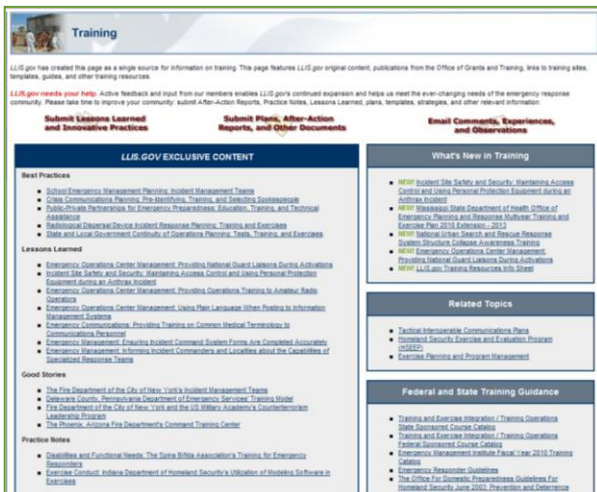 Training
LLIS.gov has created this page as a single source for information on training. This page features LLIS.gov original content, publications from the Office of Grants and Training, links to training sites,
templates, guides, and other training resources.
LLIS.gov needs your help. Active feedback and input from our members enables LLIS.gov's continued expansion and helps us meet the ever-changing needs of the emergency response
community. Please take time to improve your community: submit After-Action Reports, Practice Notes, Lessons Learned, plans, templates, strategies, and other relevant information:
Submit Lessons Learned
and Innovative Practices
Submit Plans, After-Action
Reports, and Other Documents
Email Comments, Experiences,
and Observations
LLIS.GOV EXCLUSIVE CONTENT
Best Practices
School Emergency Management Planning: Incident Management Teams
Crisis Communications Planning: Pre-Identifying, Training, and Selecting Spokespeople
Public-Private Partnerships for Emergency Preparedness: Education, Training, and Technical
Assistance
Radiological Dispersal Device Incident Response Planning: Training and Exercises
State and Local Government Continuity of Operations Planning: Tests, Training, and Exercises
Lessons Learned
Emergency Operations Center Management: Providing National Guard Liaisons During Activations
Incident Site Safety and Security: Maintaining Access Control and Using Personal Protection
Equipment during an Anthrax Incident
Emergency Operations Center Management: Providing Operations Training to Amateur Radio
Operators
Emergency Operations Center Management: Using Plain Language When Posting to Information
Management Systems
Emergency Communications: Providing Training on Common Medical Terminology to
Communications Personnel
Emergency Management: Ensuring Incident Command System Forms Are Completed Accurately
Emergency Management: Informing Incident Commanders and Localities about the Capabilities of
Specialized Response Teams
Good Stories
The Fire Department of the City of New York's Incident Management Teams
Delaware County, Pennsylvania Department of Emergency Services' Training Model
Fire Department of the City of New York and the US Military Academy's Counterterrorism
Leadership Program
The Phoenix, Arizona Fire Department's Command Training Center
Practice Notes
Disabilities and Functional Needs: The Spina Bifida Association's Training for Emergency
Responders
Exercise Conduct: Indiana Department of Homeland Security's Utilization of Modeling Software in
Exercises
What's New in Training
NEW! Incident Site Safety and Security: Maintaining Access
Control and Using Personal Protection Equipment during an
Anthrax Incident
NEW! Mississippi State Department of Health Office of
Emergency Planning and Response Multiyear Training and
Exercise Plan 2010 Extension - 2013
NEW! National Urban Search and Rescue Response
System Structure Collapse Awareness Training
NEW! Emergency Operations Center Management:
Providing National Guard Liaisons During Activations
NEW! LLIS.gov Training Resources Info Sheet
Related Topics
Tactical Interoperable Communications Plans
Homeland Security Exercise and Evaluation Program
(HSEEP)
Exercise Planning and Program Management
Federal and State Training Guidance
Training and Exercise Integration / Training Operations
State Sponsored Course Catalog
Training and Exercise Integration / Training Operations
Federal Sponsored Course Catalog
Emergency Management Institute Fiscal Year 2010 Training
Catalog
Emergency Responder Guidelines
The Office For Domestic Preparedness Guidelines For
Homeland Security June 2003: Prevention and Deterrence